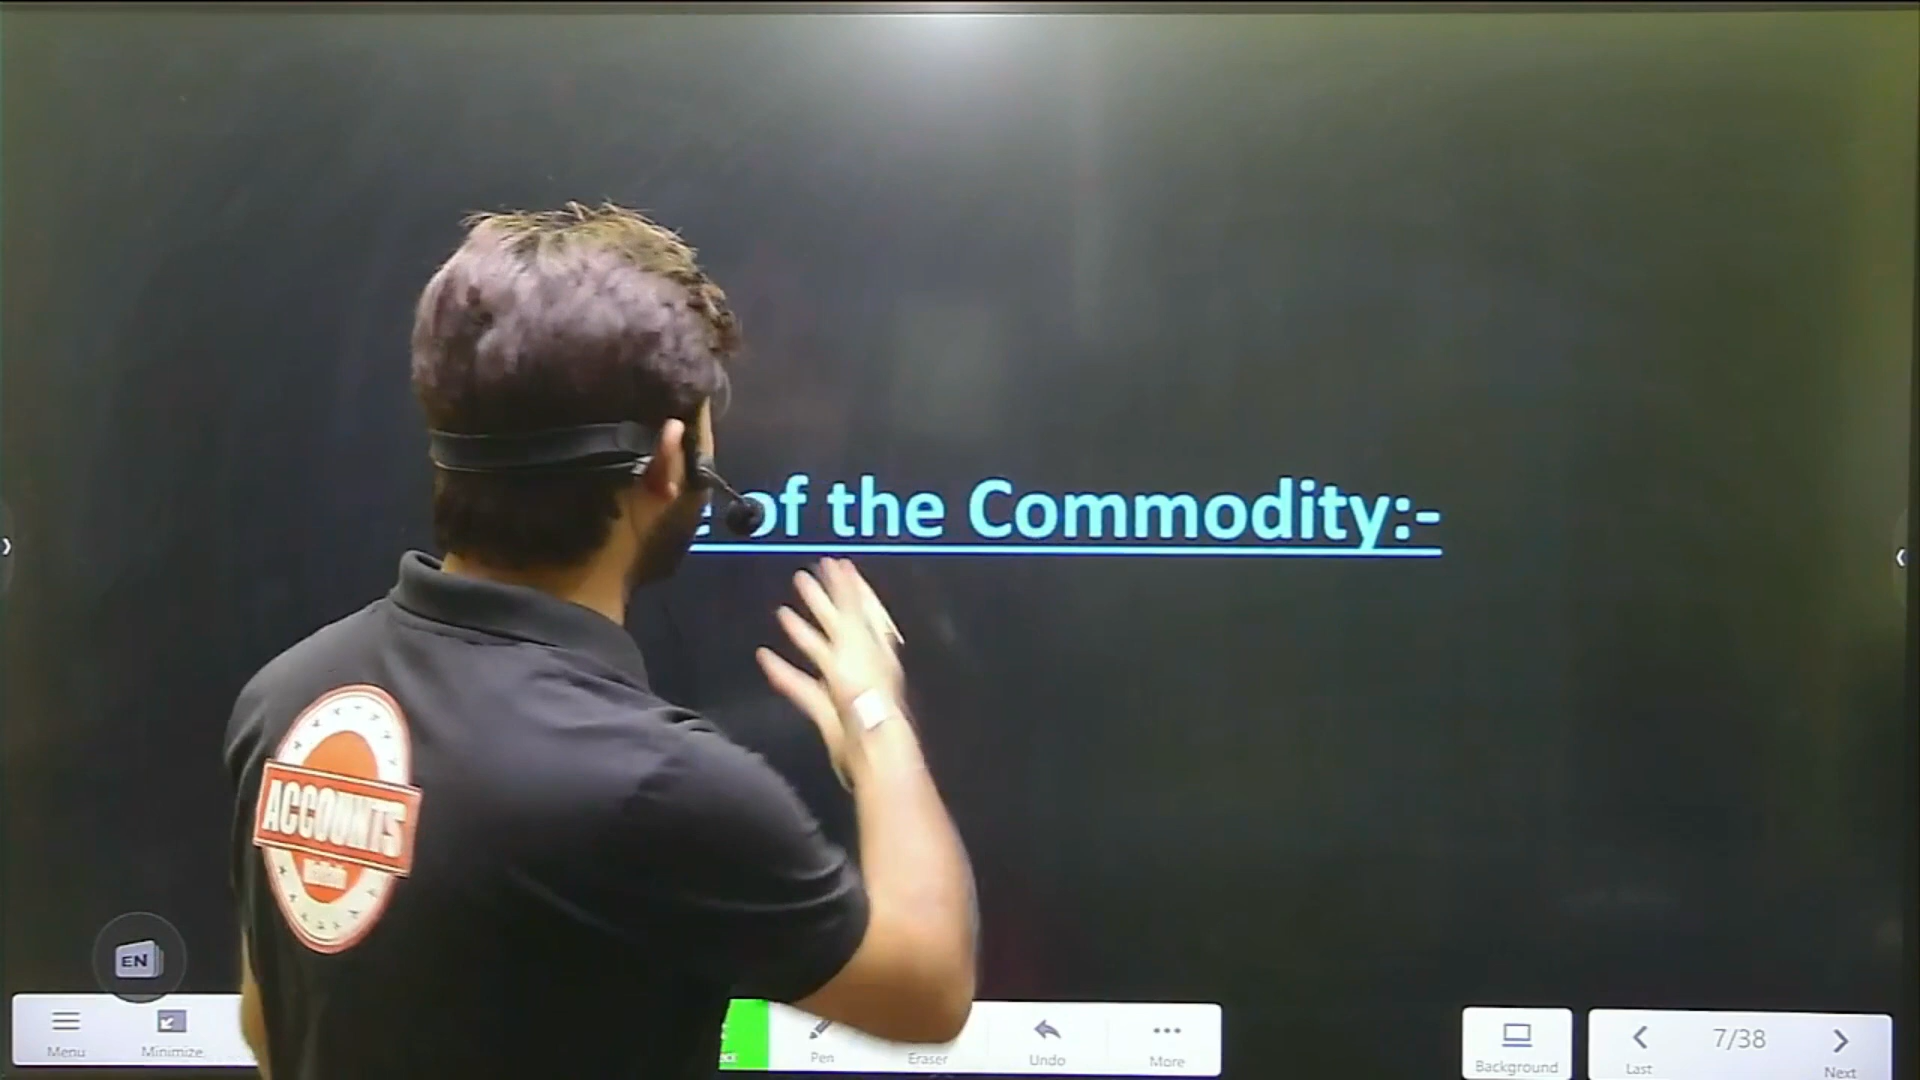 of the Commodity:-
ACCOUNTS
EN
Menu
Minimize
Pen
Eraser
Undo
More
Background
Last
7/38
Next